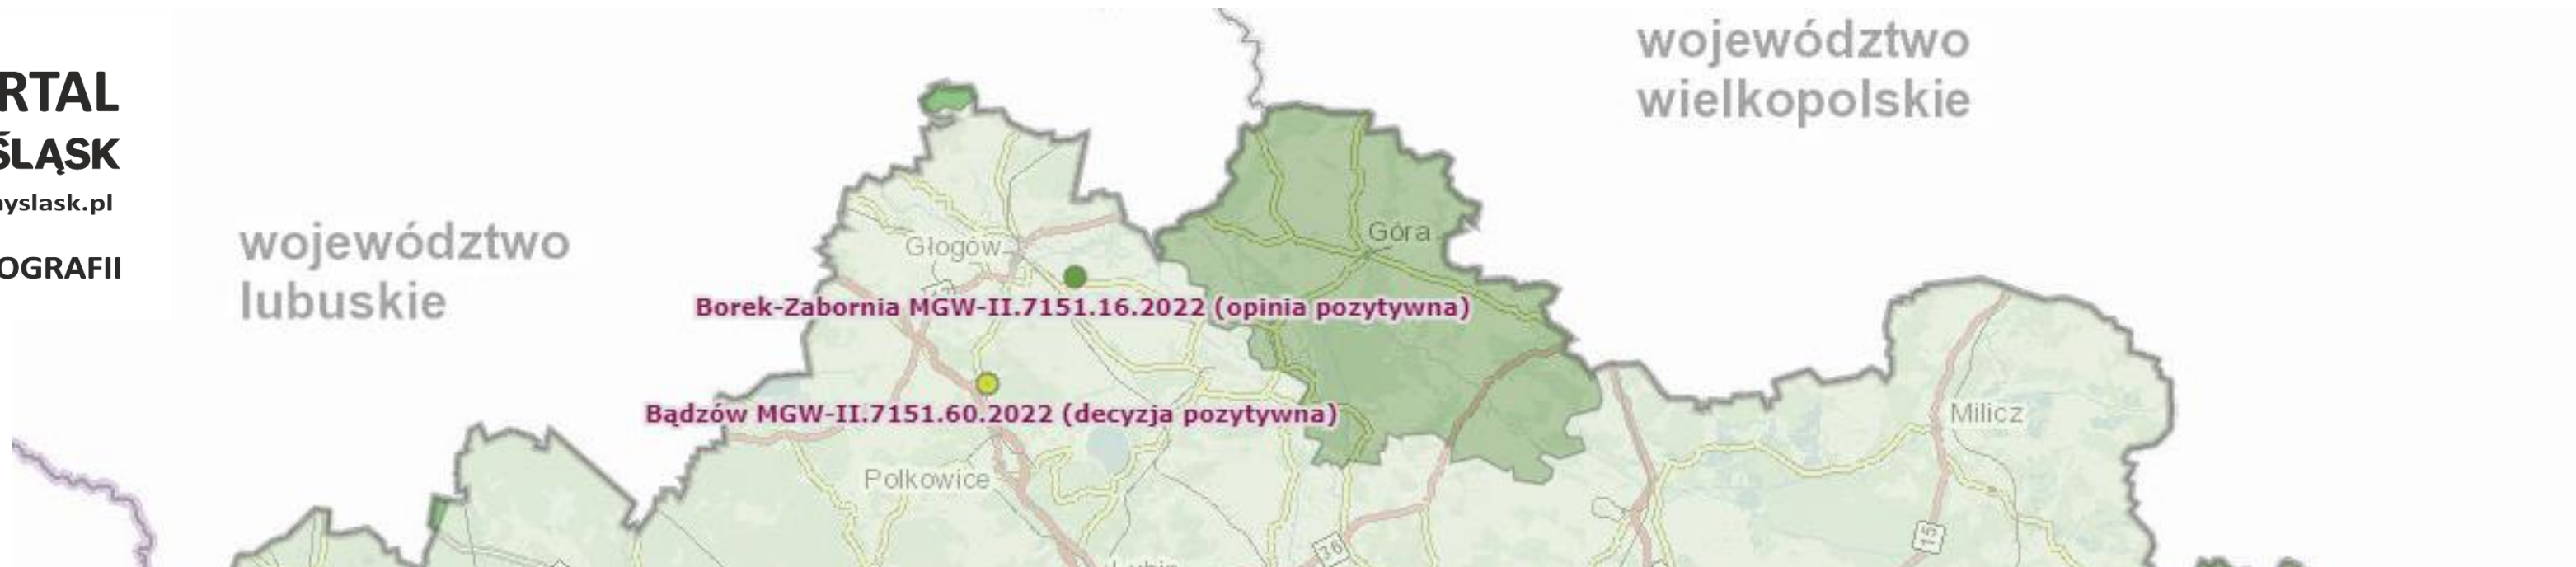 RTAL
ŚLĄSK
yslask.pl
OGRAFII
województwo
lubuskie
województwo
wielkopolskie
Głogów
Góra
Borek-Zabornia MGW-II.7151.16.2022 (opinia pozytywna)
Bądzów MGW-II.7151.60.2022 (decyzja pozytywna)
Polkowice
Milicz
36
15